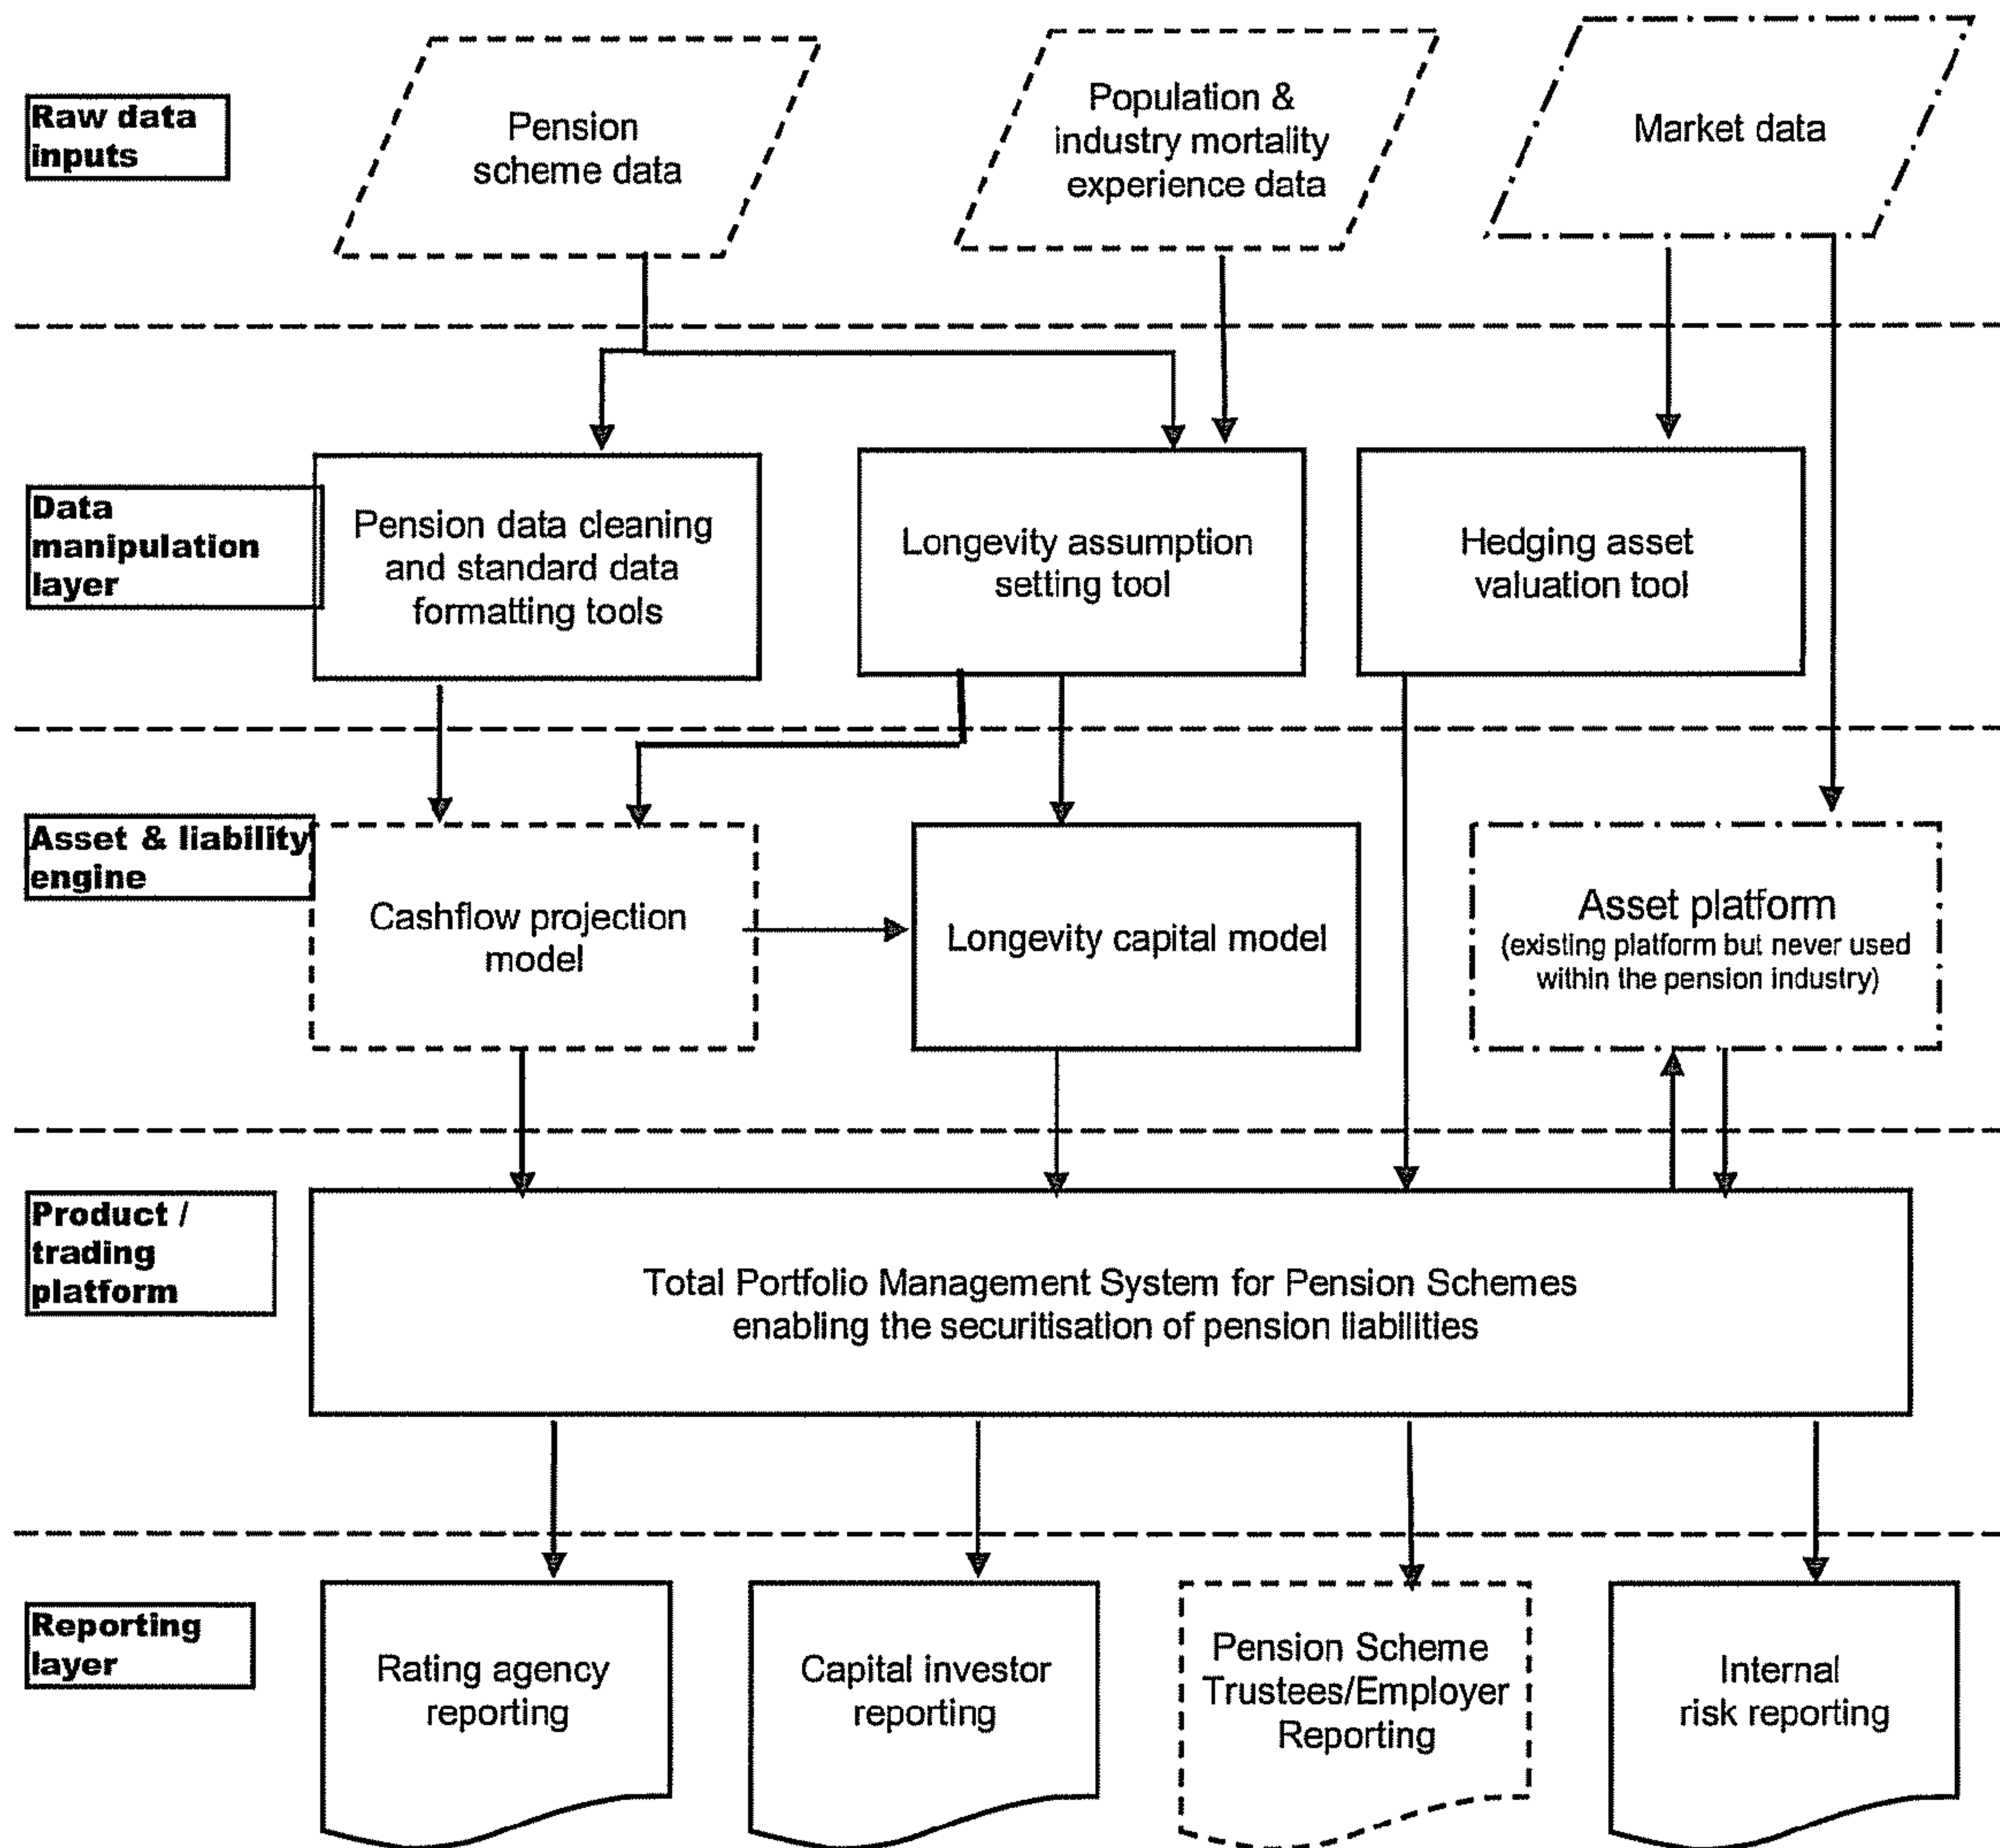 Raw data
inputs
Pension
scheme data
Population &
industry mortality
experience data
Market data
Data
manipulation
layer
Pension data cleaning
and standard data
formatting tools
Longevity assumption
setting tool
Hedging asset
valuation tool
Asset & liability
engine
Cashflow projection
model
Longevity capital model
Asset platform
(existing platform but never used
within the pension industry)
Product /
trading
platform
Total Portfolio Management System for Pension Schemes
enabling the securitisation of pension liabilities
Reporting
layer
Rating agency
reporting
Capital investor
reporting
Pension Scheme
Trustees/Employer
Reporting
Internal
risk reporting